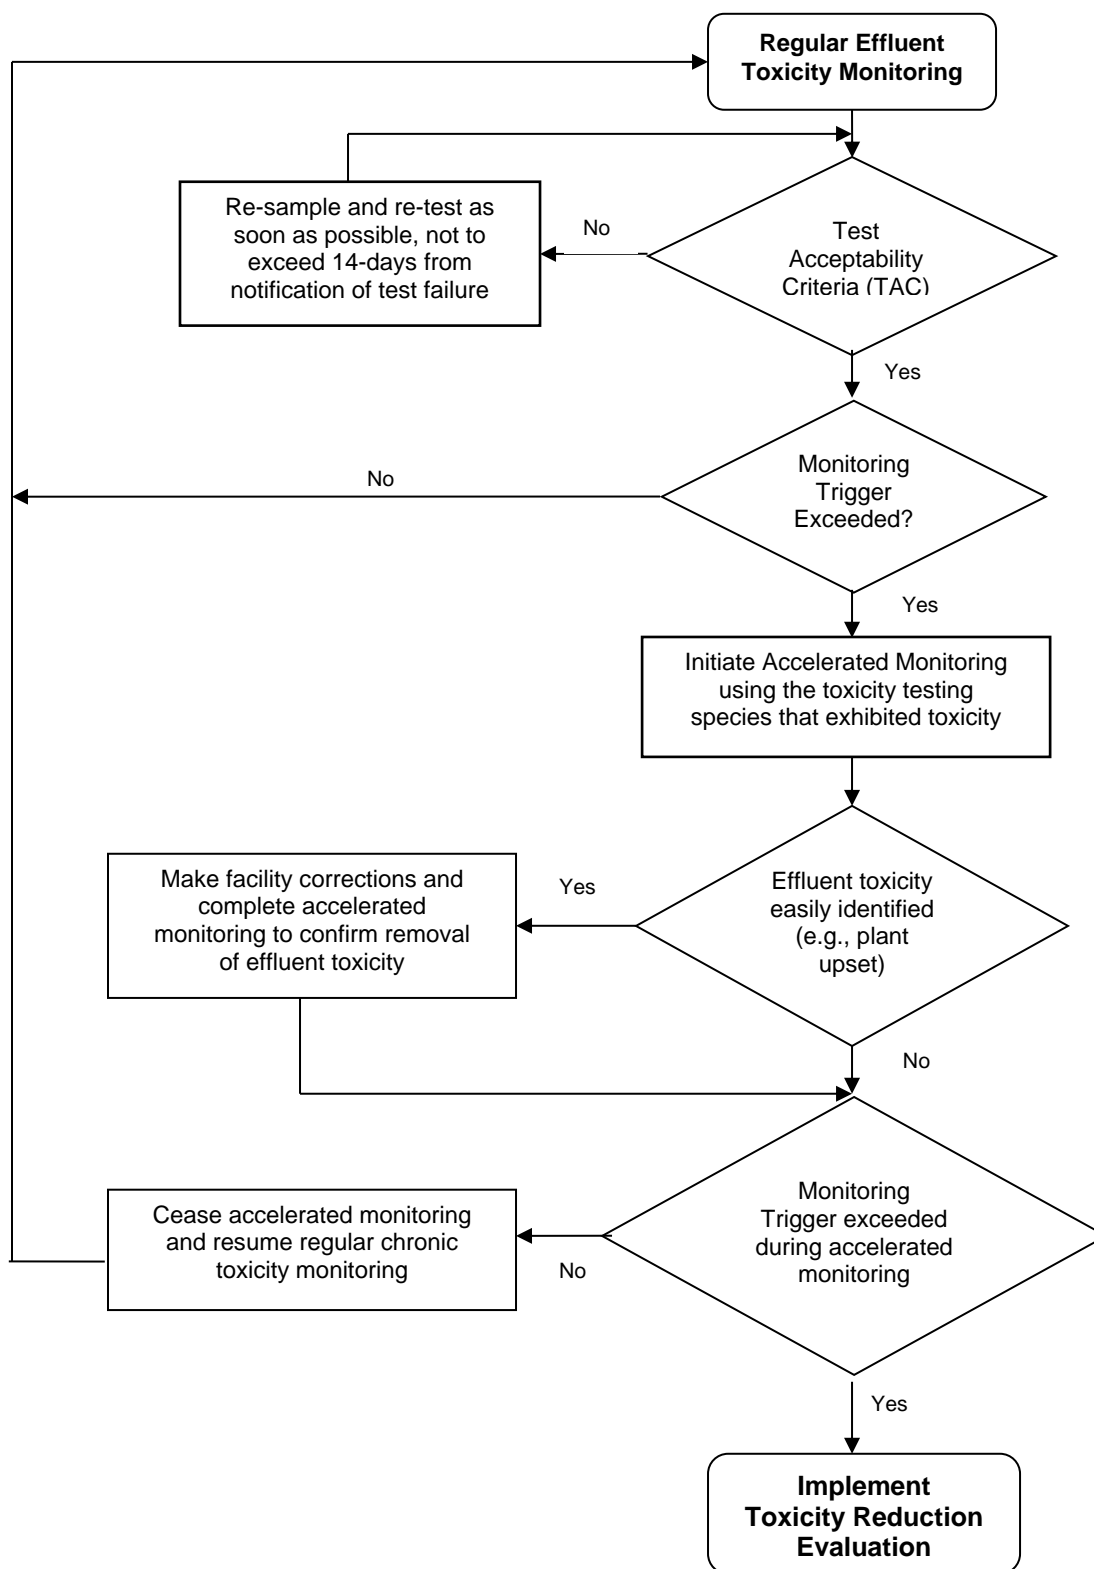 Regular Effluent
Toxicity Monitoring
Re-sample and re-test as
soon as possible, not to
exceed 14-days from
notification of test failure
No
Test
Acceptability
Criteria (TAC)
Yes
Monitoring
Trigger
Exceeded?
No
Yes
Initiate Accelerated Monitoring
using the toxicity testing
species that exhibited toxicity
Make facility corrections and
complete accelerated
monitoring to confirm removal
of effluent toxicity
Yes
Effluent toxicity
easily identified
(e.g., plant
upset)
No
Cease accelerated monitoring
and resume regular chronic
toxicity monitoring
No
Monitoring
Trigger exceeded
during accelerated
monitoring
Yes
Implement
Toxicity Reduction
Evaluation